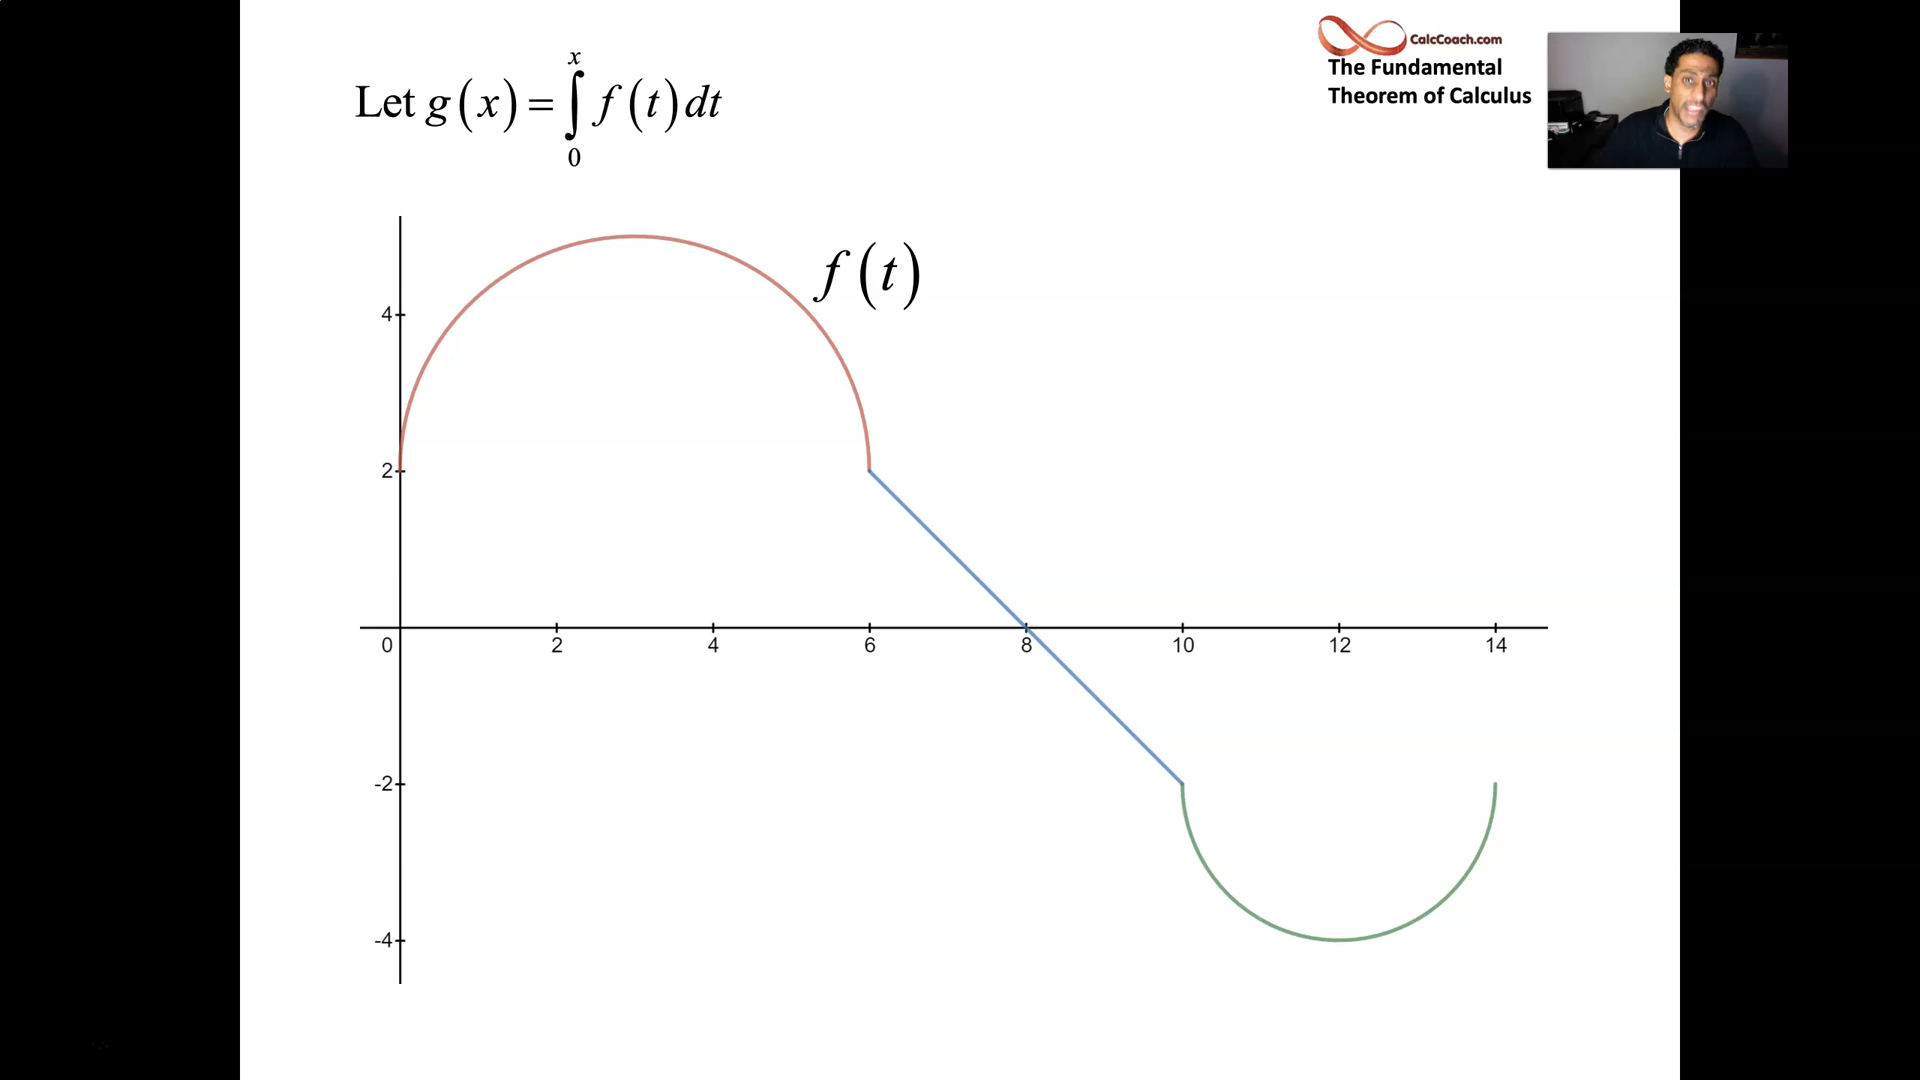 CalcCoach.com
The Fundamental
Theorem of Calculus
x
Let g(x) = ∫ f(t) dt
0
f(t)
4
2
0 2 4 6 8 10 12 14
-2
-4